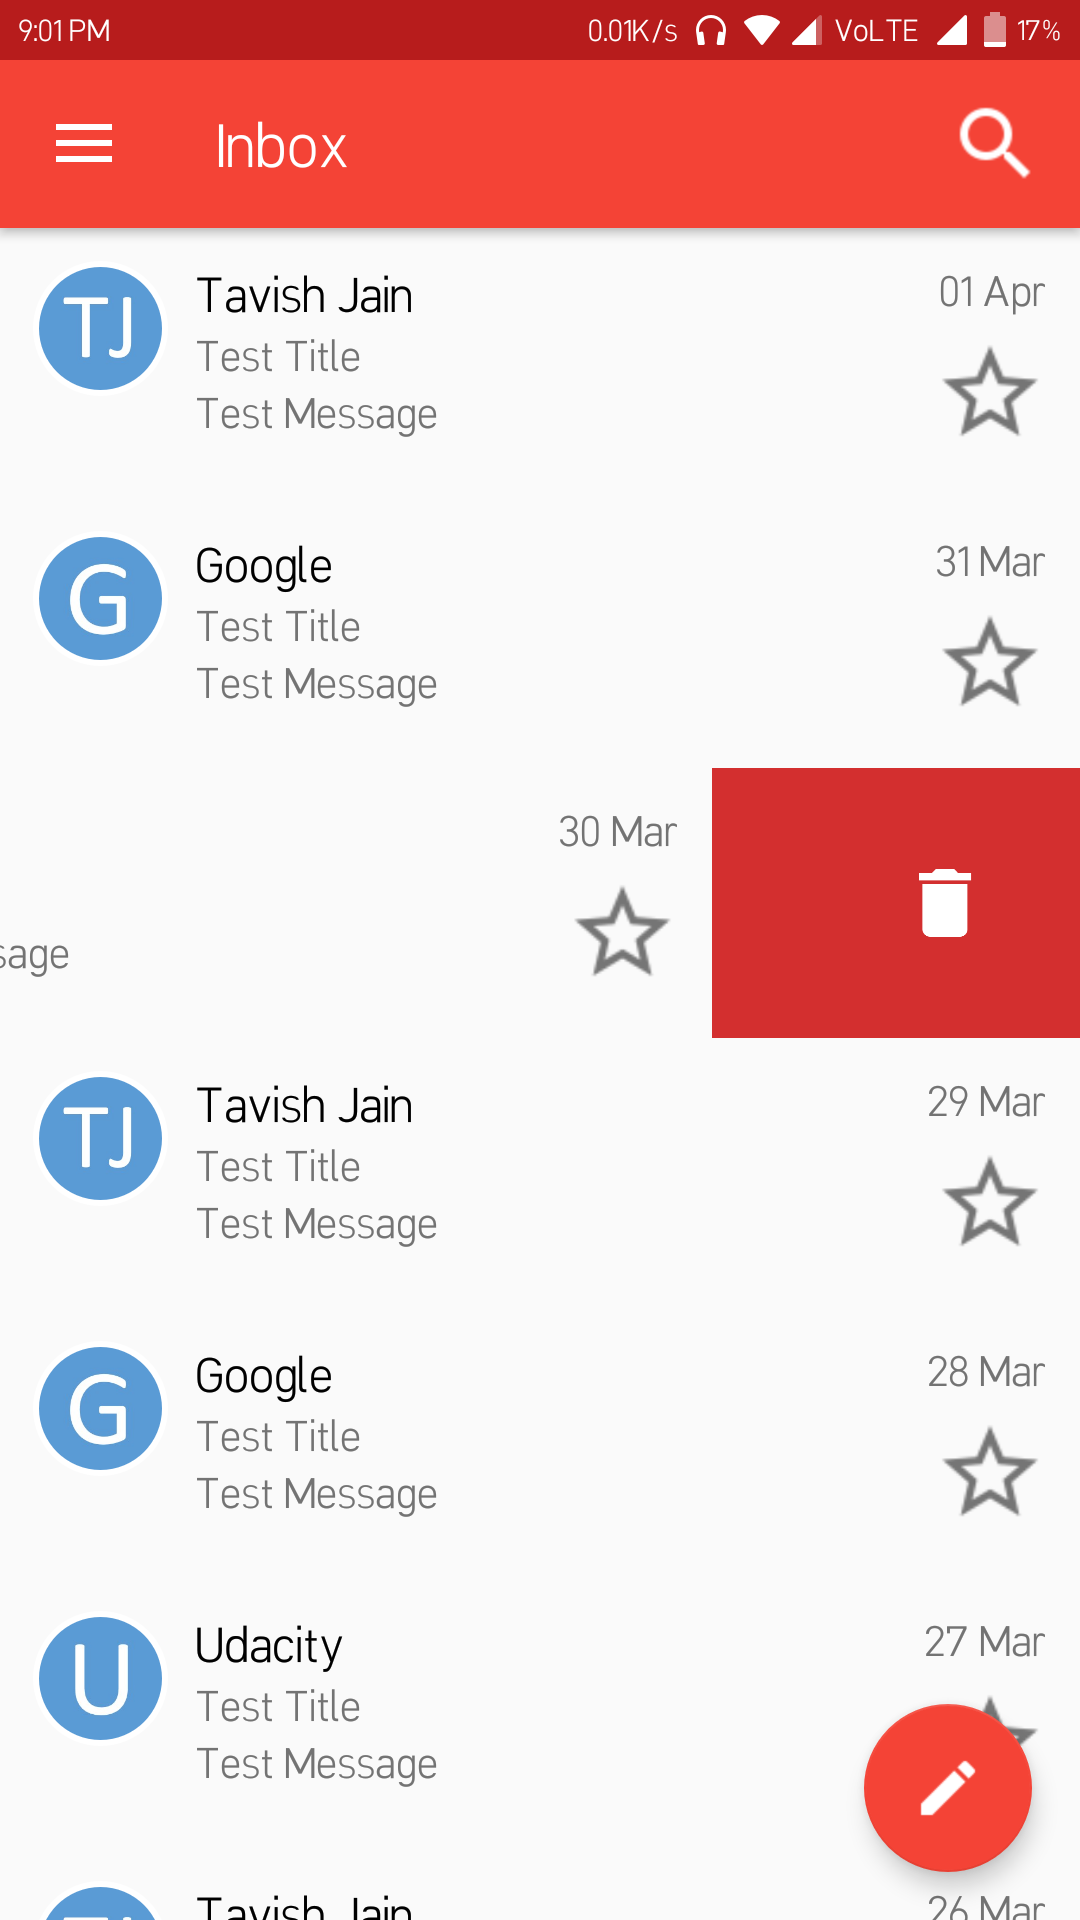 9:01 PM 0.01K/s VoLTE 17%
Inbox
TJ Tavish Jain 01 Apr
Test Title
Test Message
G Google 31 Mar
Test Title
Test Message
30 Mar
sage
TJ Tavish Jain 29 Mar
Test Title
Test Message
G Google 28 Mar
Test Title
Test Message
U Udacity 27 Mar
Test Title
Test Message
TJ Tavish Jain 26 Mar